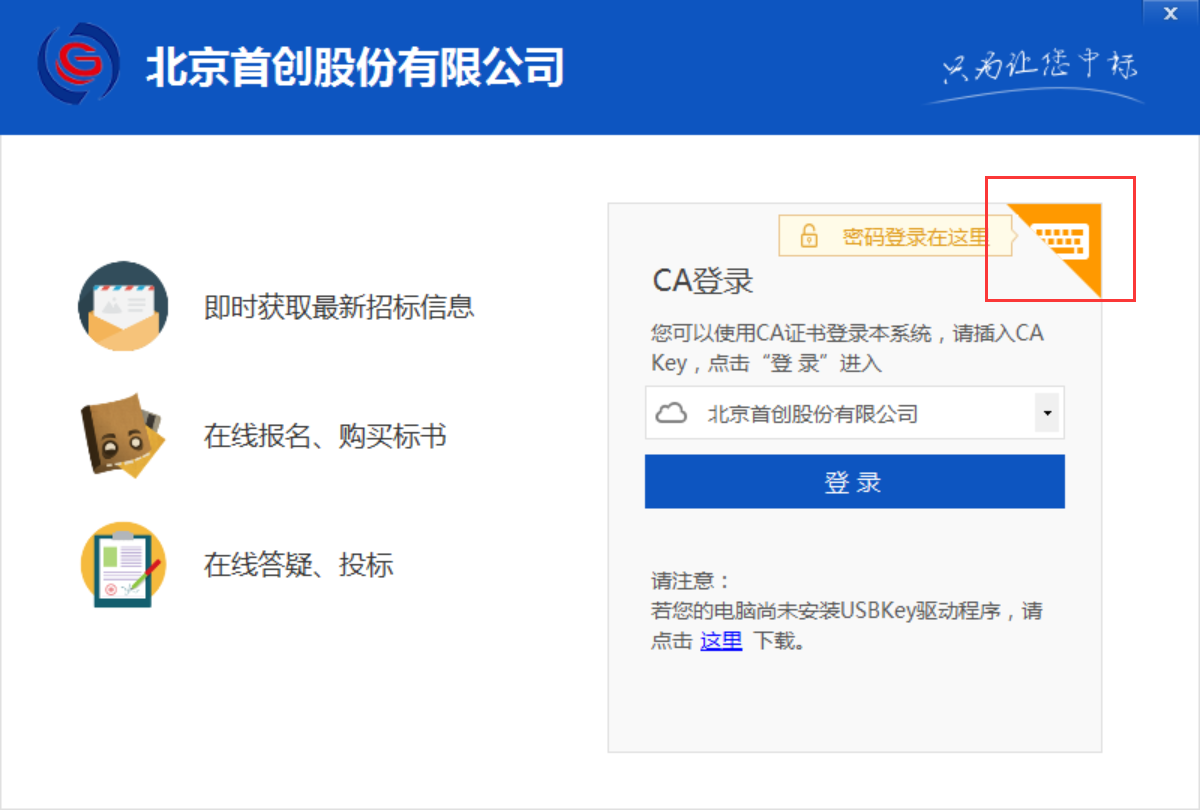 X
北京首创股份有限公司
只为让您中标
即时获取最新招标信息
在线报名、购买标书
在线答疑、投标
密码登录在这里
CA登录
您可以使用CA证书登录本系统，请插入CA
Key，点击“登 录”进入
北京首创股份有限公司
登 录
请注意：
若您的电脑尚未安装USBKey驱动程序，请
点击 这里 下载。